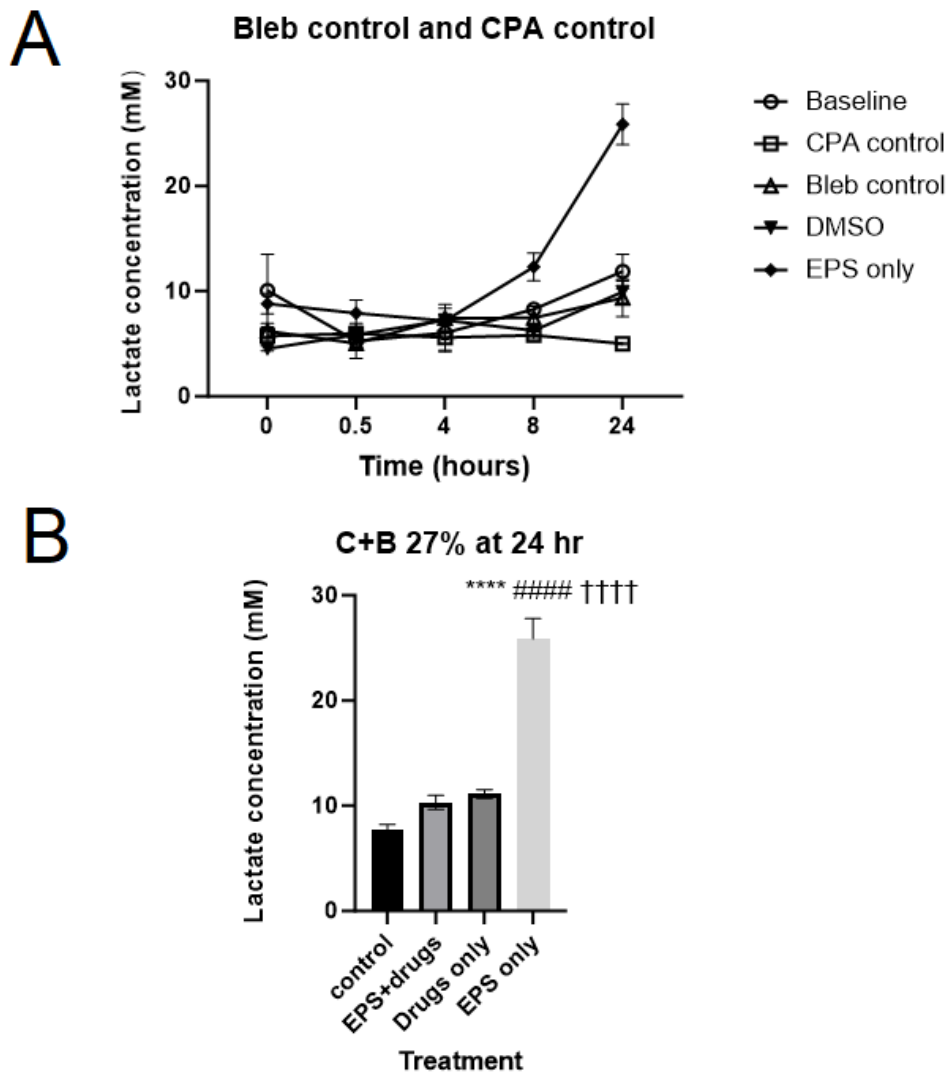 A
Bleb control and CPA control
Lactate concentration (mM)
30
20
10
0
0 0.5 4 8 24
Time (hours)
Baseline
CPA control
Bleb control
DMSO
EPS only
B
C+B 27% at 24 hr
**** #### ††††
Lactate concentration (mM)
30
20
10
0
control
EPS+drugs
Drugs only
EPS only
Treatment